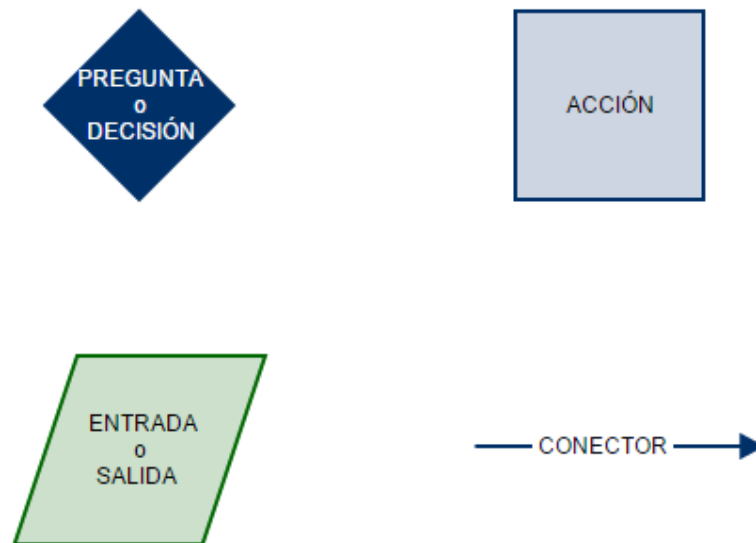 PREGUNTA
o
DECISIÓN
ACCIÓN
ENTRADA
o
SALIDA
CONECTOR